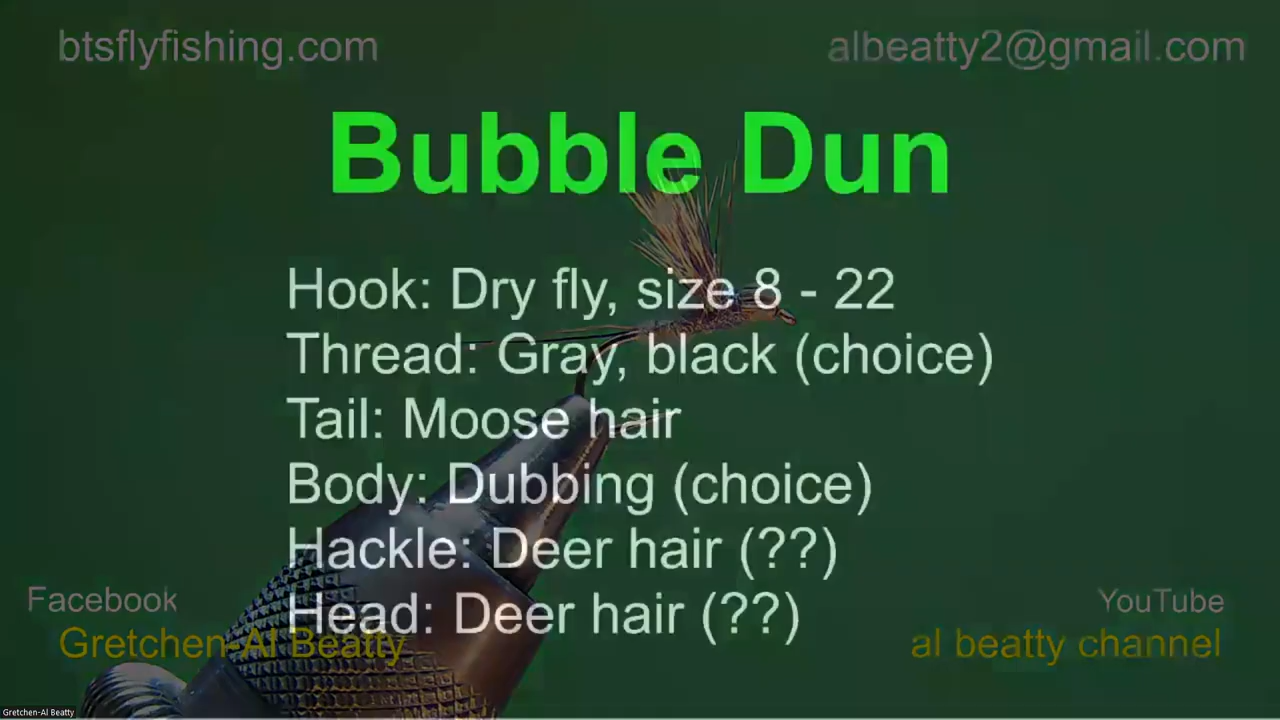 btsflyfishing.com
albeatty2@gmail.com
Bubble Dun
Hook: Dry fly, size 8 - 22
Thread: Gray, black (choice)
Tail: Moose hair
Body: Dubbing (choice)
Hackle: Deer hair (??)
Head: Deer hair (??)
Facebook
Gretchen-Al Beatty
YouTube
al beatty channel
Gretchen-Al Beatty